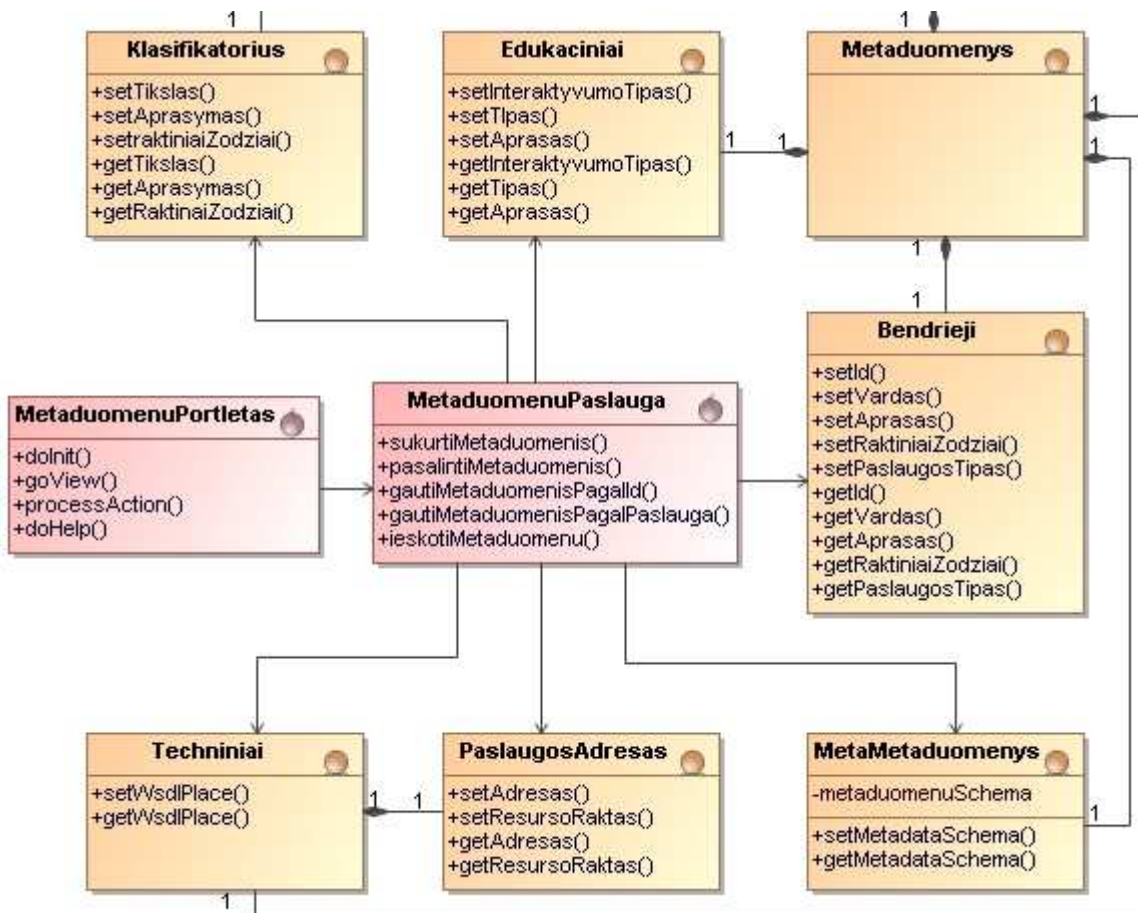 1
1
Klasifikatorius
+setTikslas()
+setAprasymas()
+setraktiniaiZodziai()
+getTikslas()
+getAprasymas()
+getRaktinaiZodziai()
Edukaciniai
+setInteraktyvumoTipas()
+setTIpas()
+setAprasas()
+getInteraktyvumoTipas()
+getTipas()
+getAprasas()
Metaduomenys
1
1
1
1
1
1
Bendrieji
+setId()
+setVardas()
+setAprasas()
+setRaktiniaiZodziai()
+setPaslaugosTipas()
+getId()
+getVardas()
+getAprasas()
+getRaktiniaiZodziai()
+getPaslaugosTipas()
MetaduomenuPortletas
+doInit()
+goView()
+processAction()
+doHelp()
MetaduomenuPaslauga
+sukurtiMetaduomenis()
+pasalintiMetaduomenis()
+gautiMetaduomenisPagalId()
+gautiMetaduomenisPagalPaslauga()
+ieskotiMetaduomenu()
Techniniai
+setWsdlPlace()
+getWsdlPlace()
1
1
PaslaugosAdresas
+setAdresas()
+setResursoRaktas()
+getAdresas()
+getResursoRaktas()
MetaMetaduomenys
-metaduomenuSchema
+setMetadataSchema()
+getMetadataSchema()
1
1